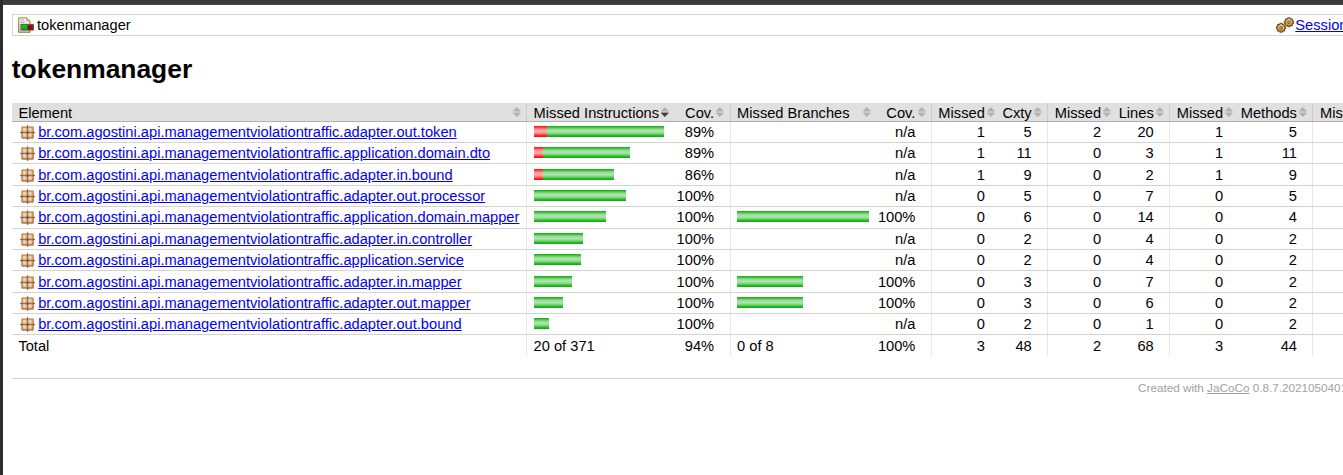 tokenmanager Session
tokenmanager
Element Missed Instructions Cov. Missed Branches Cov. Missed Cxty Missed Lines Missed Methods Mis
br.com.agostini.api.managementviolationtraffic.adapter.out.token 89% n/a 1 5 2 20 1 5
br.com.agostini.api.managementviolationtraffic.application.domain.dto 89% n/a 1 11 0 3 1 11
br.com.agostini.api.managementviolationtraffic.adapter.in.bound 86% n/a 1 9 0 2 1 9
br.com.agostini.api.managementviolationtraffic.adapter.out.processor 100% n/a 0 5 0 7 0 5
br.com.agostini.api.managementviolationtraffic.application.domain.mapper 100% 100% 0 6 0 14 0 4
br.com.agostini.api.managementviolationtraffic.adapter.in.controller 100% n/a 0 2 0 4 0 2
br.com.agostini.api.managementviolationtraffic.application.service 100% n/a 0 2 0 4 0 2
br.com.agostini.api.managementviolationtraffic.adapter.in.mapper 100% 100% 0 3 0 7 0 2
br.com.agostini.api.managementviolationtraffic.adapter.out.mapper 100% 100% 0 3 0 6 0 2
br.com.agostini.api.managementviolationtraffic.adapter.out.bound 100% n/a 0 2 0 1 0 2
Total 20 of 371 94% 0 of 8 100% 3 48 2 68 3 44
Created with JaCoCo 0.8.7.202105040